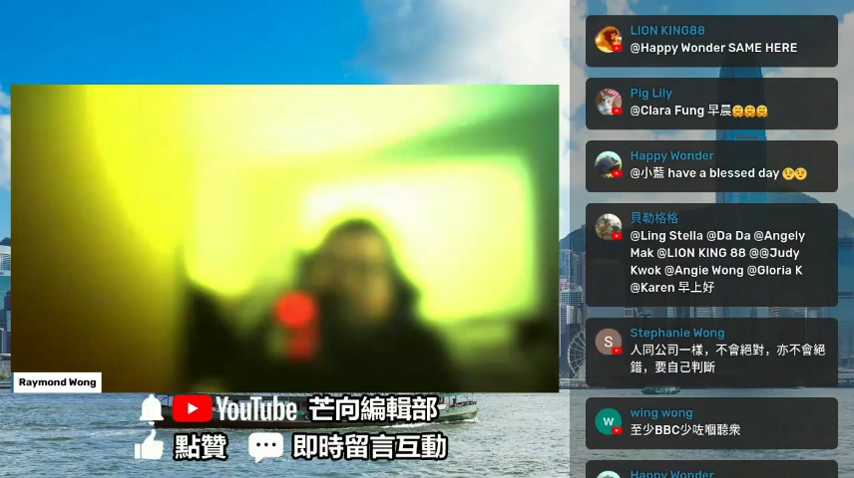 LION KING88
@Happy Wonder SAME HERE
Pig Lily
@Clara Fung 早晨
Happy Wonder
@小藍 have a blessed day
貝勒格格
@Ling Stella @Da Da @Angely
Mak @LION KING 88 @@Judy
Kwok @Angie Wong @Gloria K
@Karen 早上好
S
Stephanie Wong
人同公司一樣，不會絕對，亦不會絕
錯，要自己判斷
W
wing wong
至少BBC少咗嗰聽衆
Happy Wonder
Raymond Wong
YouTube 芒向編輯部
點贊 即時留言互動